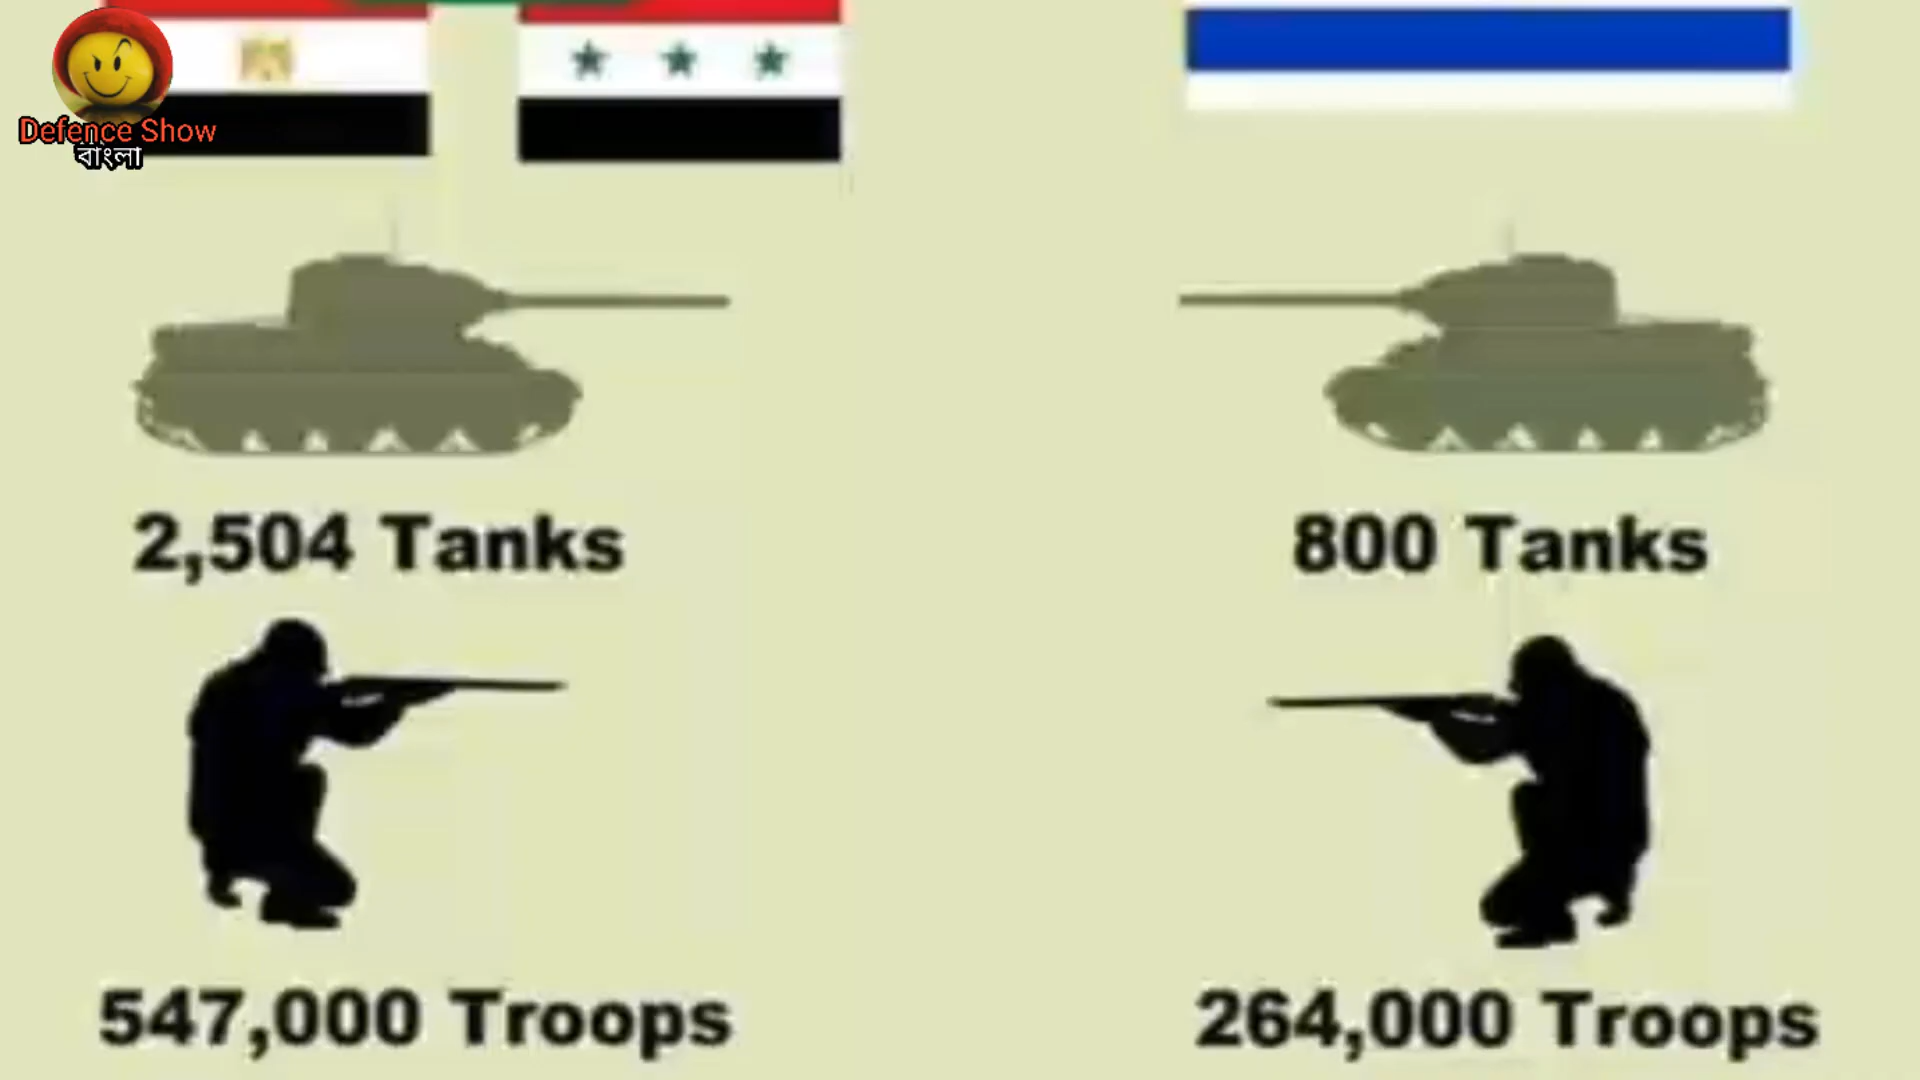 Defence Show
বাংলা
2,504 Tanks
800 Tanks
547,000 Troops
264,000 Troops